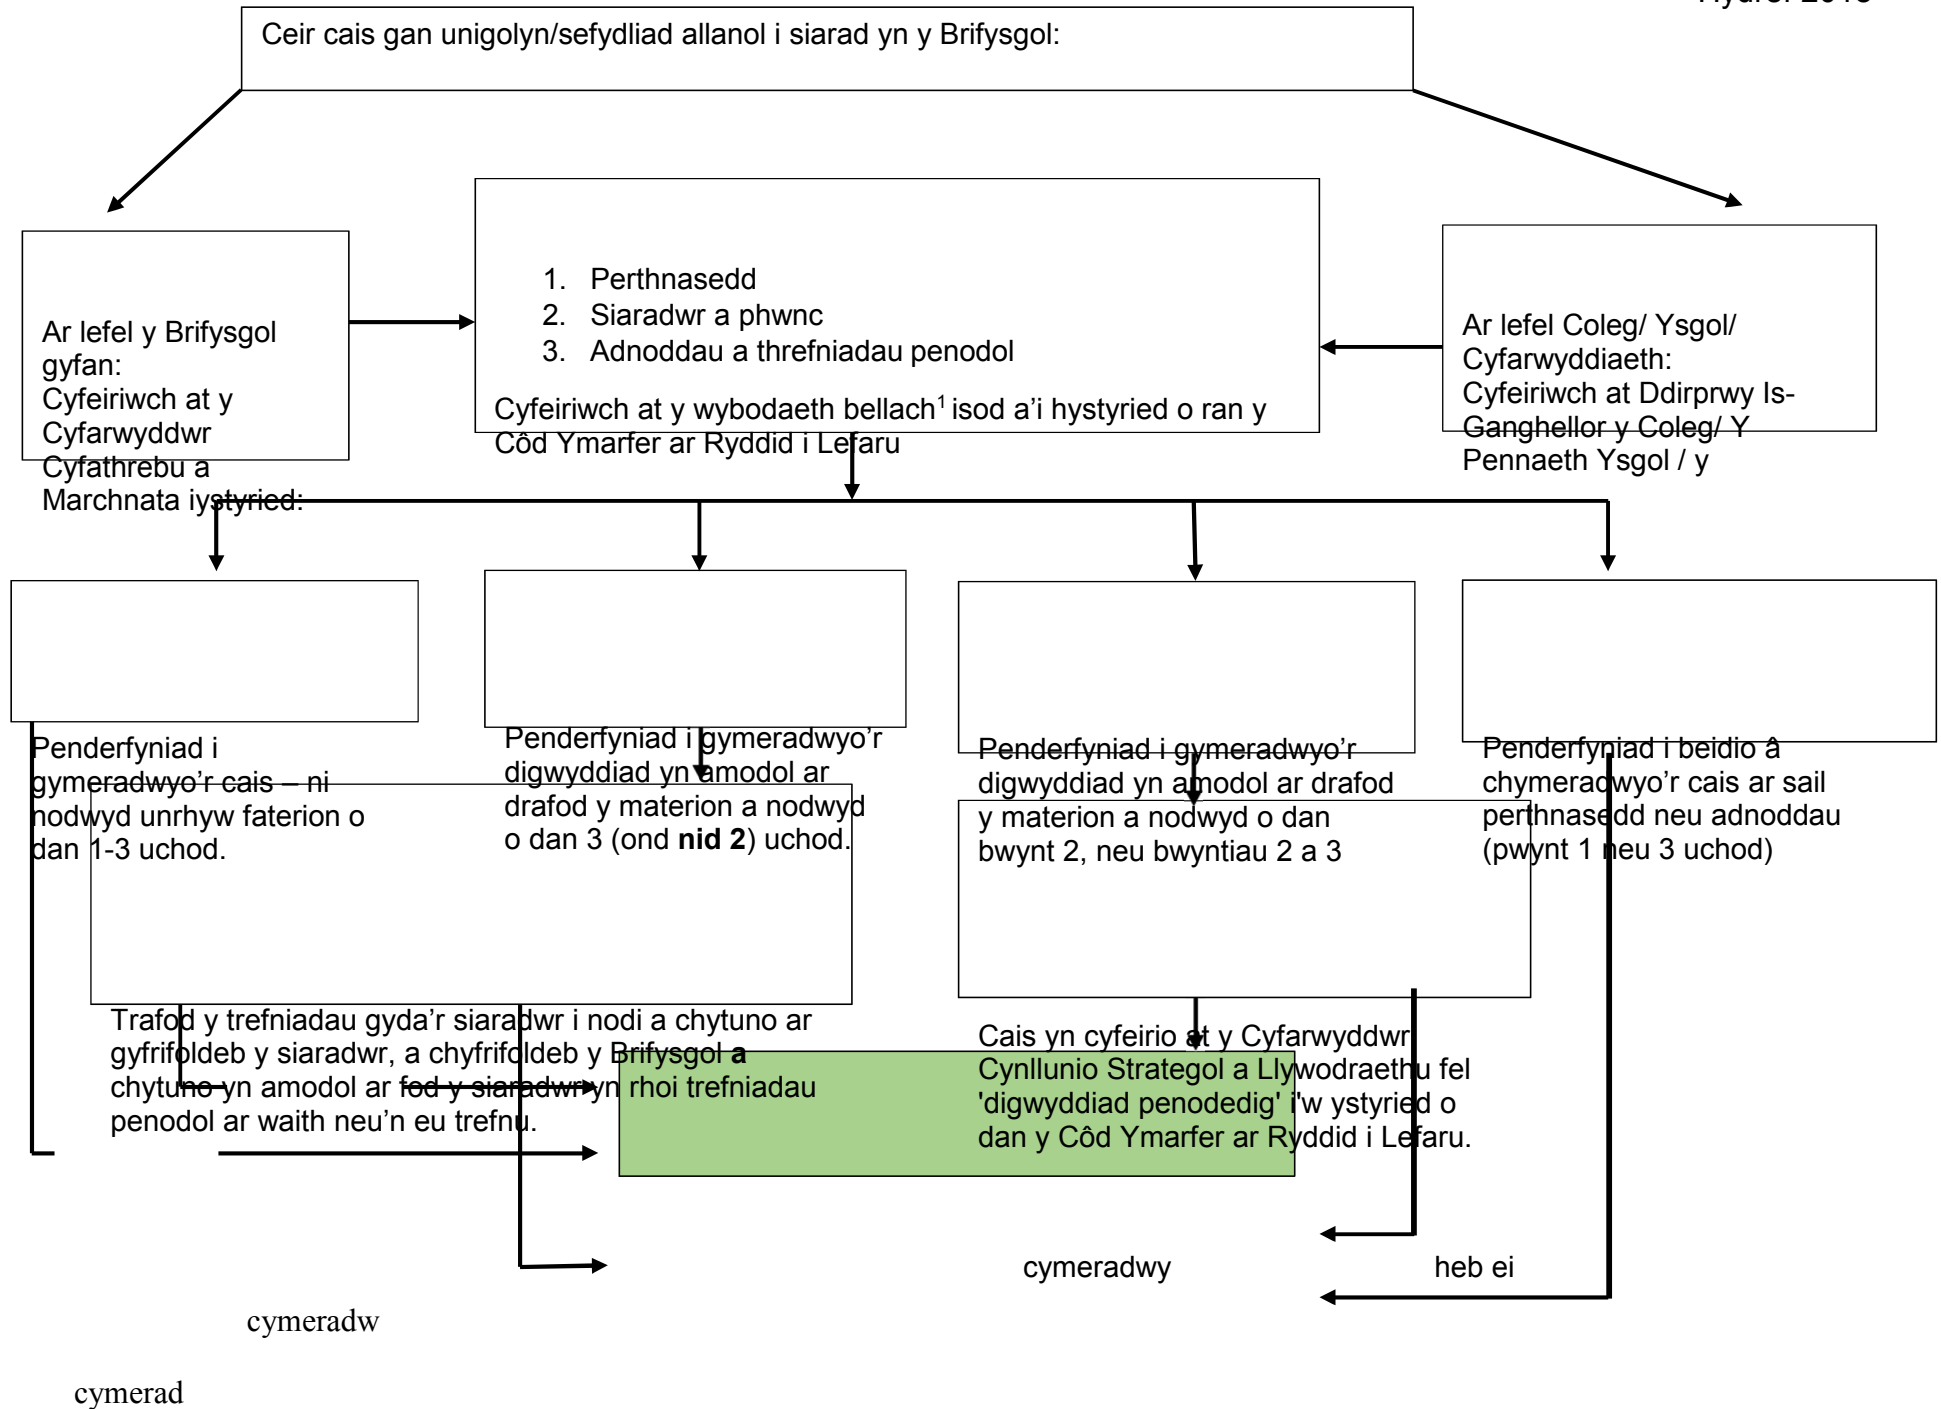 Ceir cais gan unigolyn/sefydliad allanol i siarad yn y Brifysgol:
Ar lefel y Brifysgol
gyfan:
Cyfeiriwch at y
Cyfarwyddwr
Cyfathrebu a
Marchnata iystyried:
1. Perthnasedd
2. Siaradwr a phwnc
3. Adnoddau a threfniadau penodol
Cyfeiriwch at y wybodaeth bellach¹ isod a'i hystyried o ran y
Côd Ymarfer ar Ryddid i Lefaru
Ar lefel Coleg/ Ysgol/
Cyfarwyddiaeth:
Cyfeiriwch at Ddirprwy Is-
Ganghellor y Coleg/ Y
Pennaeth Ysgol / y
Penderfyniad i
gymeradwyo’r cais – ni
nodwyd unrhyw faterion o
dan 1-3 uchod.
Penderfyniad i gymeradwyo’r
digwyddiad yn amodol ar
drafod y materion a nodwyd
o dan 3 (ond nid 2) uchod.
Penderfyniad i gymeradwyo’r
digwyddiad yn amodol ar drafod
y materion a nodwyd o dan
bwynt 2, neu bwyntiau 2 a 3
Penderfyniad i beidio â
chymeradwyo’r cais ar sail
perthnasedd neu adnoddau
(pwynt 1 neu 3 uchod)
Trafod y trefniadau gyda’r siaradwr i nodi a chytuno ar
gyfrifoldeb y siaradwr, a chyfrifoldeb y Brifysgol a
chytuno yn amodol ar fod y siaradwr yn rhoi trefniadau
penodol ar waith neu’n eu trefnu.
Cais yn cyfeirio at y Cyfarwyddwr
Cynllunio Strategol a Llywodraethu fel
'digwyddiad penodedig' i'w ystyried o
dan y Côd Ymarfer ar Ryddid i Lefaru.
cymeradwy heb ei
cymeradw
cymerad